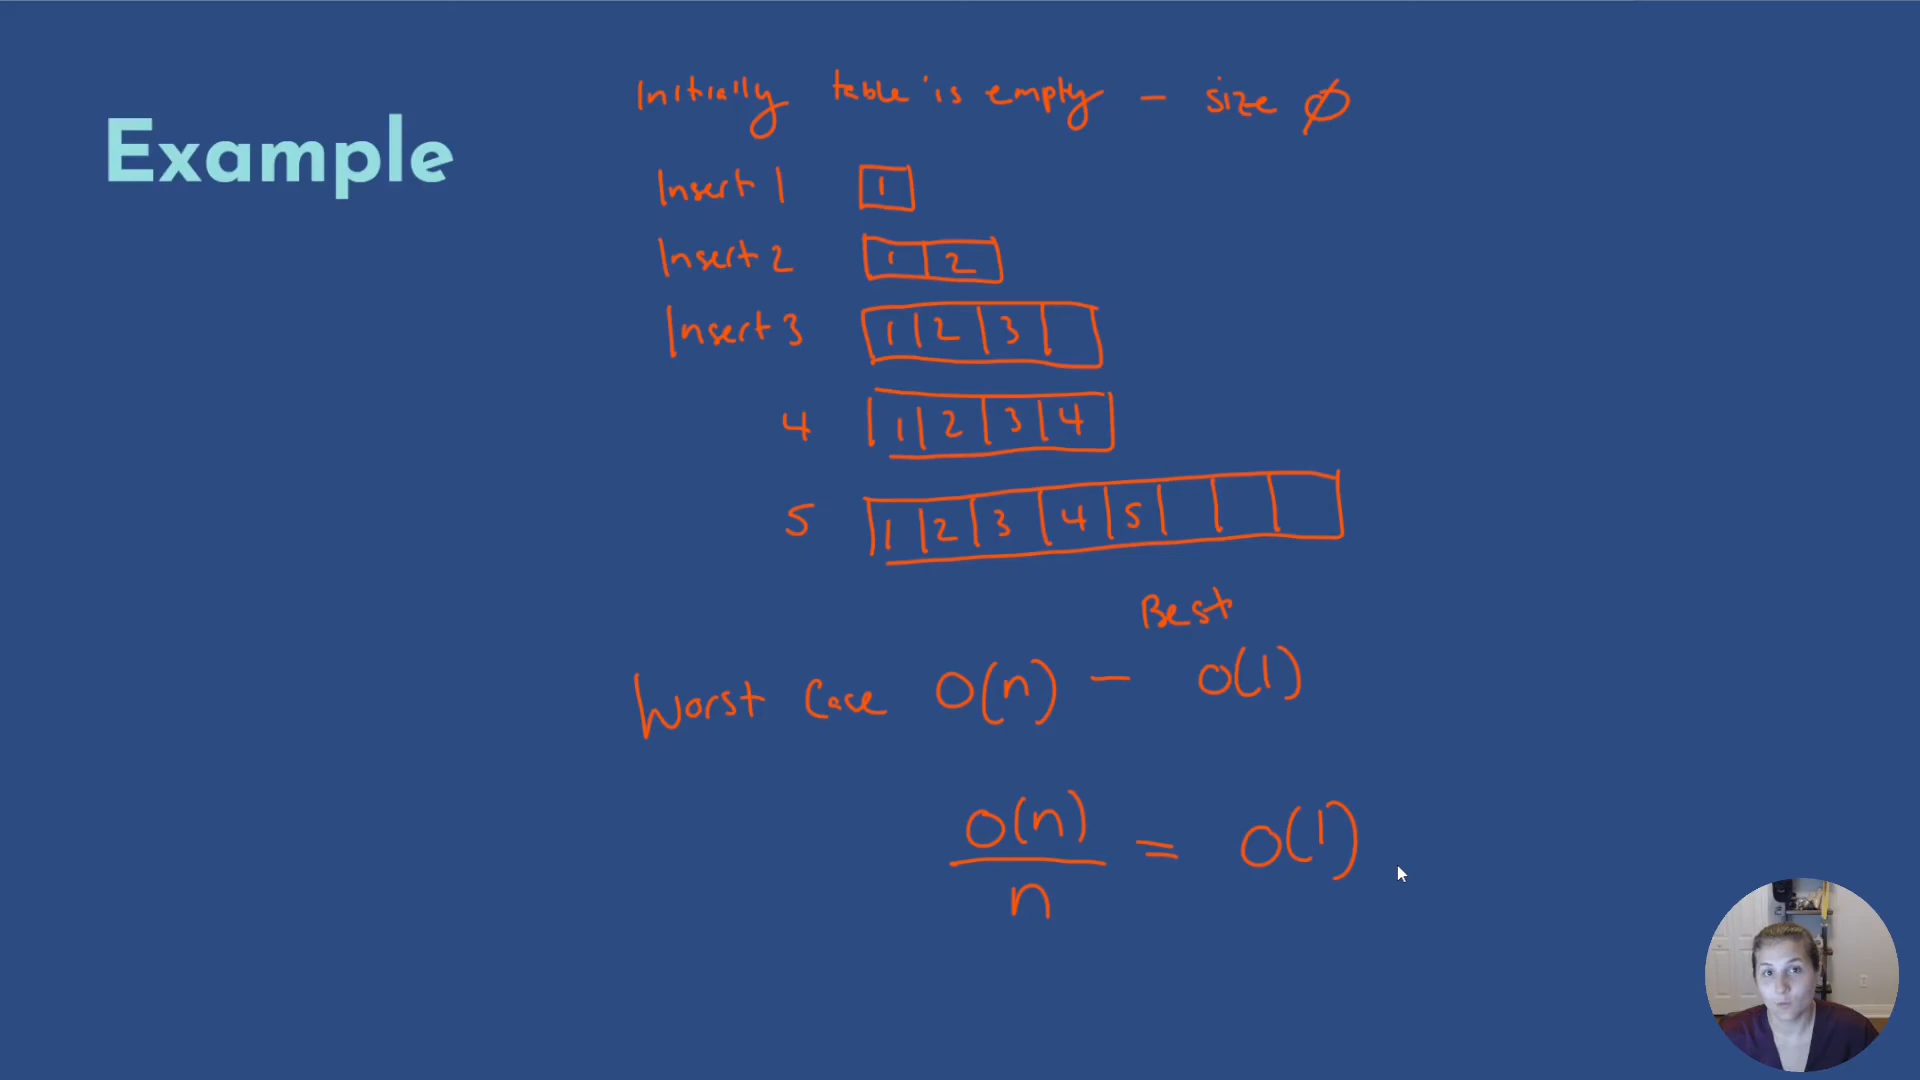 Example
Initially table is empty - size ∅
Insert 1 1
Insert 2 1 2
Insert 3 1 2 3
4 1 2 3 4
5 1 2 3 4 5
Best
Worst Case O(n) - O(1)
O(n)/n = O(1)